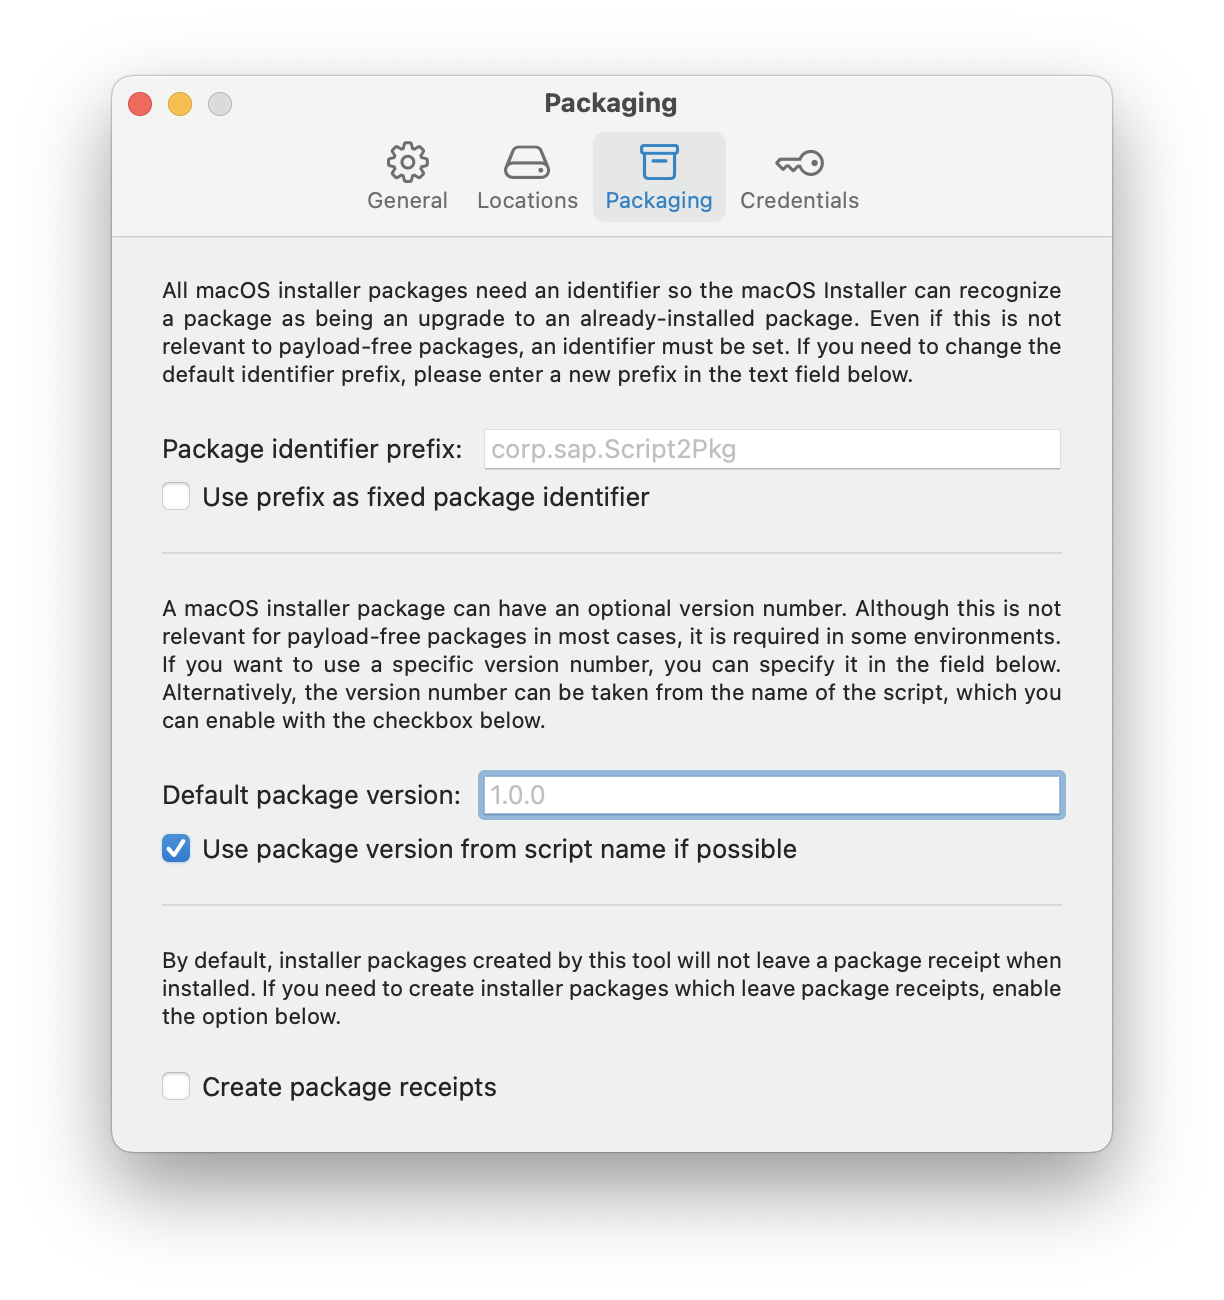 Packaging
General
Locations
Packaging
Credentials
All macOS installer packages need an identifier so the macOS Installer can recognize
a package as being an upgrade to an already-installed package. Even if this is not
relevant to payload-free packages, an identifier must be set. If you need to change the
default identifier prefix, please enter a new prefix in the text field below.
Package identifier prefix: corp.sap.Script2Pkg
Use prefix as fixed package identifier
A macOS installer package can have an optional version number. Although this is not
relevant for payload-free packages in most cases, it is required in some environments.
If you want to use a specific version number, you can specify it in the field below.
Alternatively, the version number can be taken from the name of the script, which you
can enable with the checkbox below.
Default package version: 1.0.0
Use package version from script name if possible
By default, installer packages created by this tool will not leave a package receipt when
installed. If you need to create installer packages which leave package receipts, enable
the option below.
Create package receipts